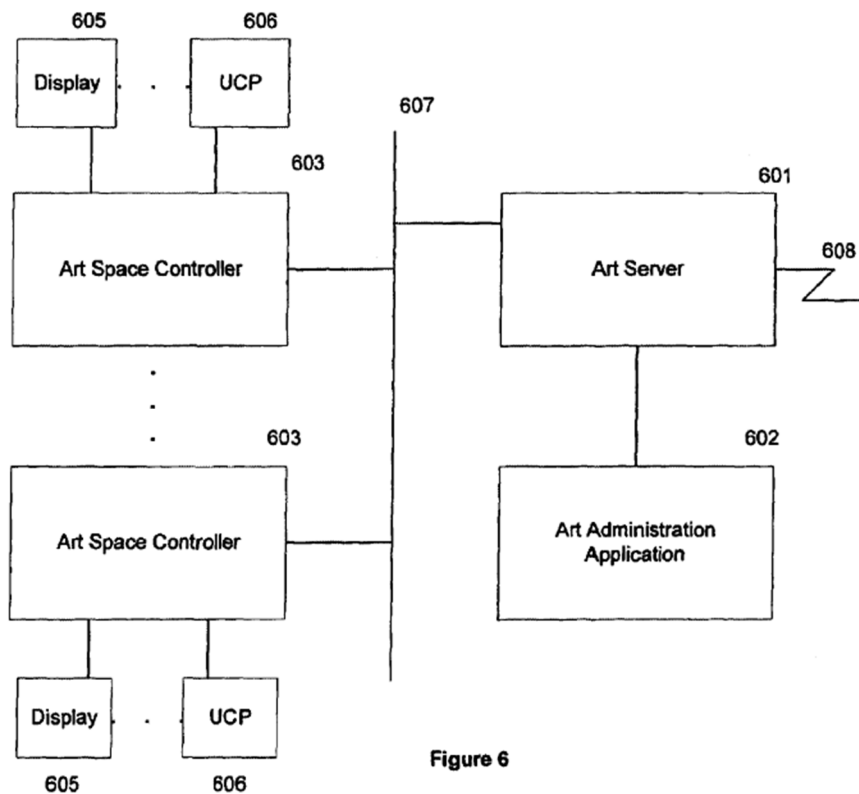 605 606
Display UCP
607
603
601
Art Space Controller
Art Server
608
603
602
Art Space Controller
Art Administration
Application
Display UCP
605 606
Figure 6